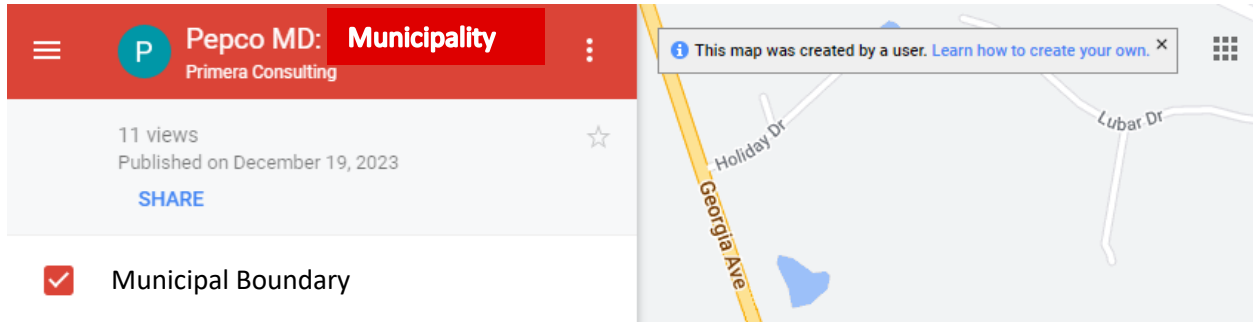 P
Pepco MD: Municipality
Primera Consulting
11 views
Published on December 19, 2023
SHARE
Municipal Boundary
This map was created by a user. Learn how to create your own. ×
Holiday Dr
Lubar Dr
Georgia Ave